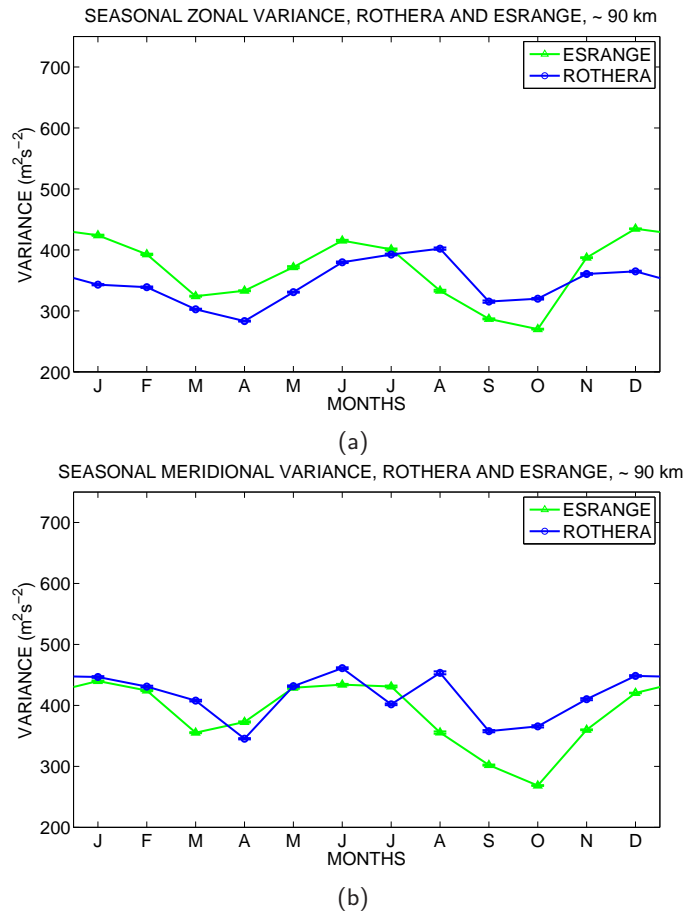 SEASONAL ZONAL VARIANCE, ROTHERA AND ESRANGE, ~ 90 km
ESRANGE
ROTHERA
VARIANCE (m²s⁻²)
700
600
500
400
300
200
J F M A M J J A S O N D
MONTHS
(a)
SEASONAL MERIDIONAL VARIANCE, ROTHERA AND ESRANGE, ~ 90 km
ESRANGE
ROTHERA
VARIANCE (m²s⁻²)
700
600
500
400
300
200
J F M A M J J A S O N D
MONTHS
(b)